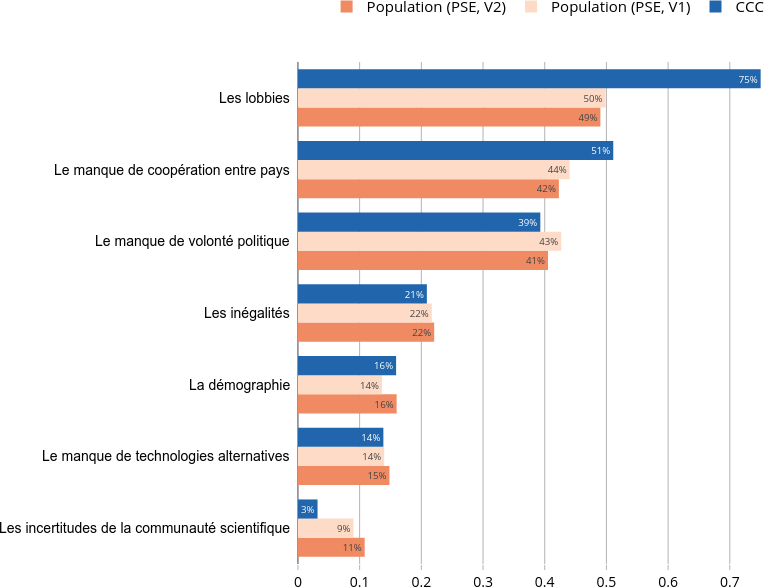 Population (PSE, V2) Population (PSE, V1) CCC
Les lobbies
75%
50%
49%
Le manque de coopération entre pays
51%
44%
42%
Le manque de volonté politique
39%
43%
41%
Les inégalités
21%
22%
22%
La démographie
16%
14%
16%
Le manque de technologies alternatives
14%
14%
15%
Les incertitudes de la communauté scientifique
3%
9%
11%
0 0.1 0.2 0.3 0.4 0.5 0.6 0.7